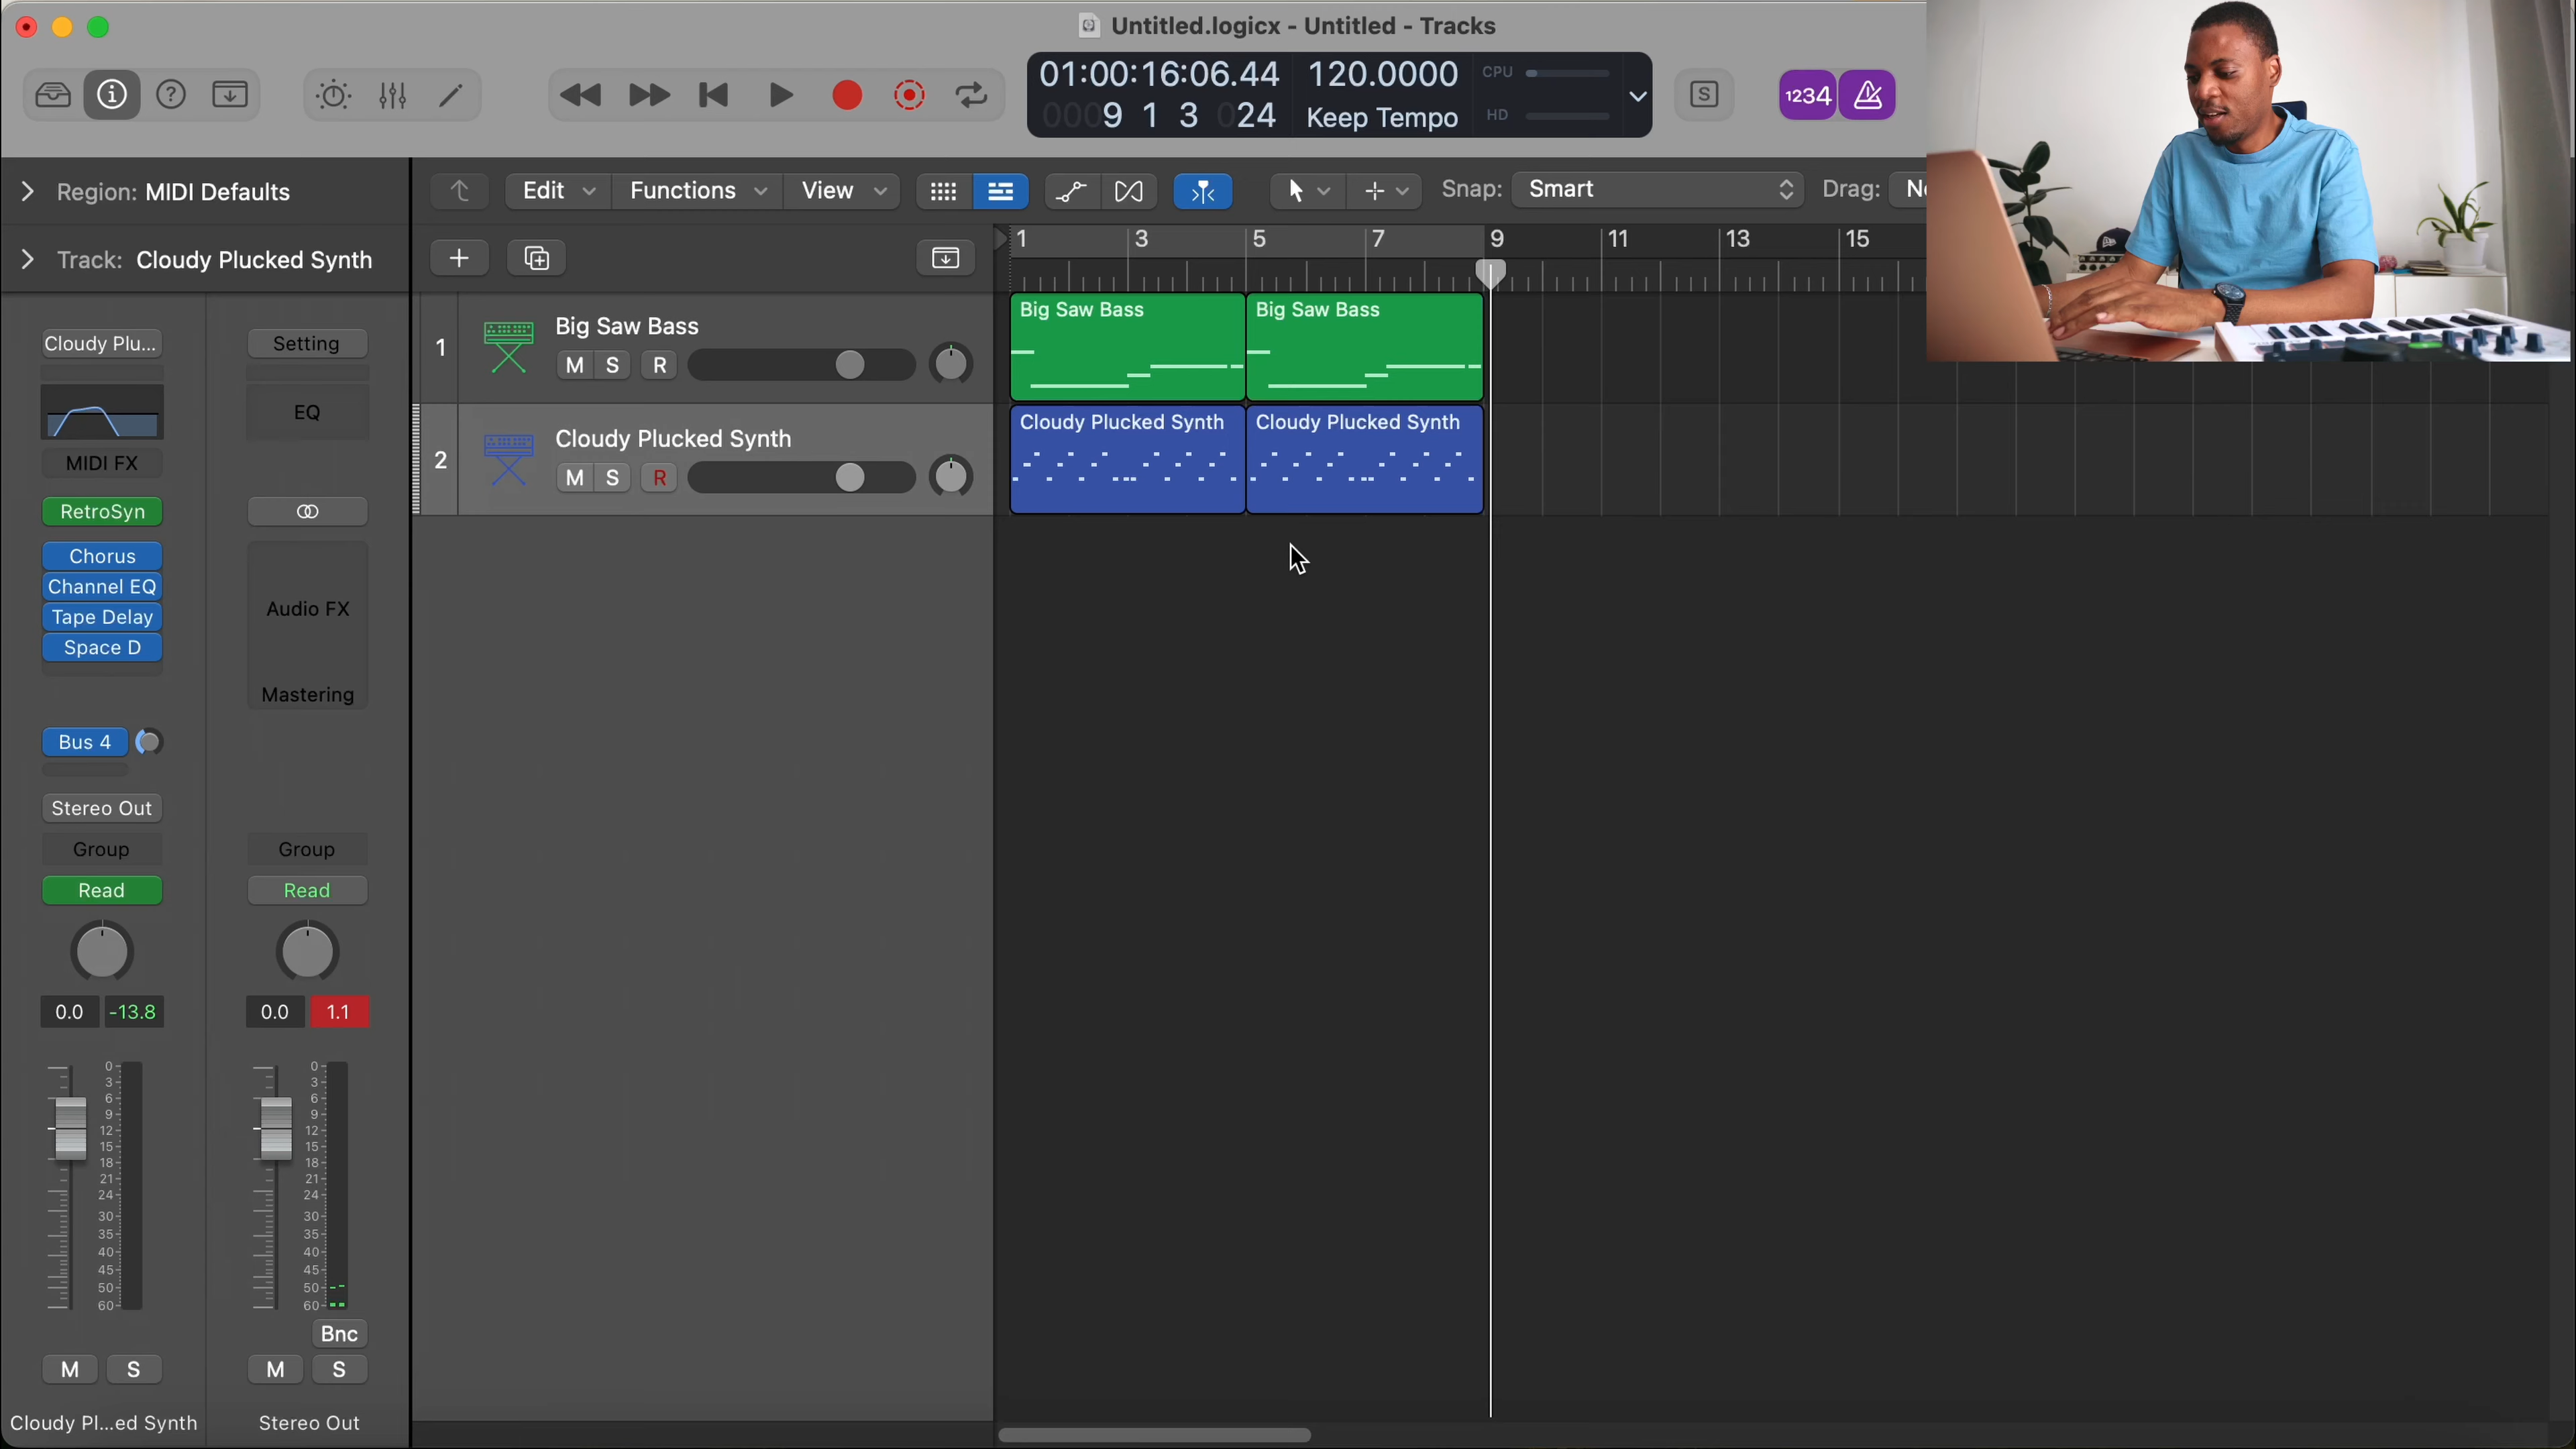 Untitled.logicx - Untitled - Tracks
01:00:16:06.44 120.0000 CPU
0009 1 3 024 Keep Tempo HD
S
1234
Region: MIDI Defaults
Edit Functions View Snap: Smart Drag:
Track: Cloudy Plucked Synth
1 3 5 7 9 11 13 15
Cloudy Plu... Setting
EQ
MIDI FX
RetroSyn
Chorus
Channel EQ
Tape Delay
Space D
Audio FX
Mastering
Bus 4
Stereo Out
Group Group
Read Read
0.0 -13.8 0.0 1.1
0 0
3 3
6 6
9 9
12 12
15 15
18 18
21 21
24 24
30 30
35 35
40 40
45 45
50 50
60 60
Bnc
M S M S
Cloudy Pl...ed Synth Stereo Out
1 Big Saw Bass
M S R
2 Cloudy Plucked Synth
M S R
Big Saw Bass Big Saw Bass
Cloudy Plucked Synth Cloudy Plucked Synth